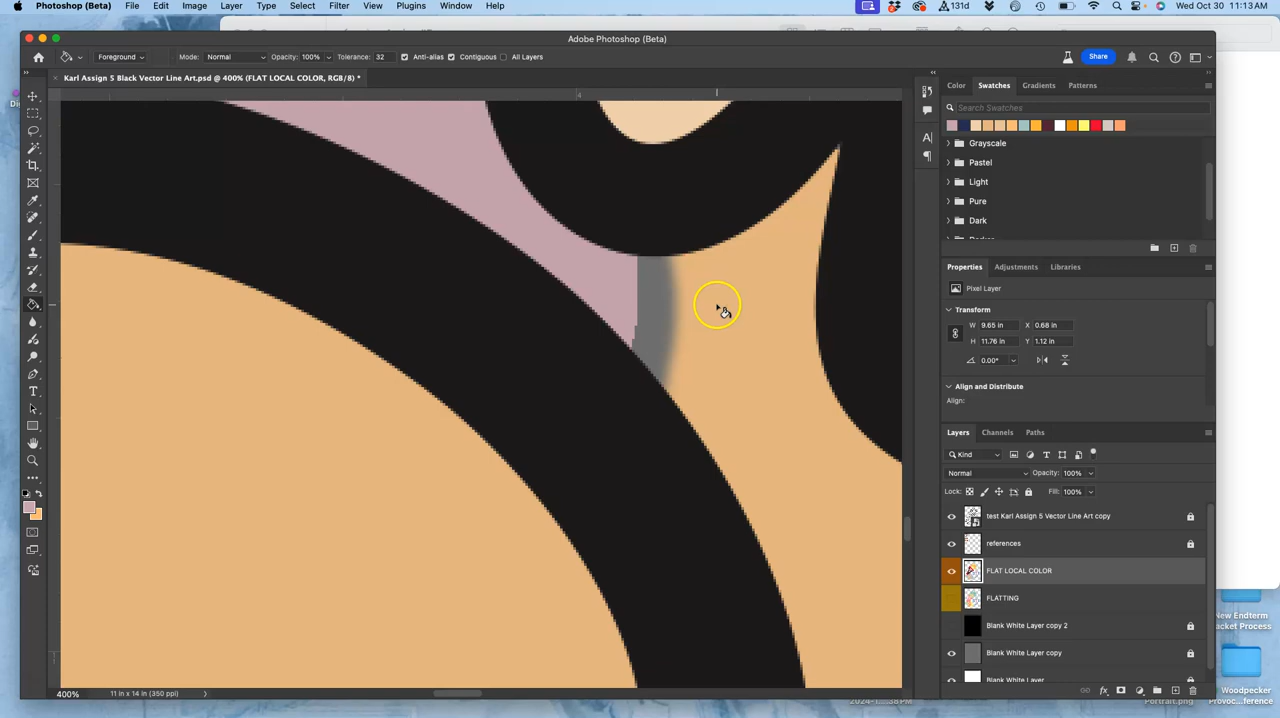 Photoshop (Beta) File Edit Image Layer Type Select Filter View Plugins Window Help 131d Wed Oct 30 11:13 AM
Adobe Photoshop (Beta)
Foreground Mode: Normal Opacity: 100% Tolerance: 32 Anti-alias Contiguous All Layers Share
Karl Assign 5 Black Vector Line Art.psd @ 400% (FLAT LOCAL COLOR, RGB/8) *
Color Swatches Gradients Patterns
4
Search Swatches
Grayscale
Pastel
Light
Pure
Dark
Properties Adjustments Libraries
Pixel Layer
Transform
W 9.65 in X 0.68 in
H 11.76 in Y 1.12 in
0.00°
Align and Distribute
Align:
Layers Channels Paths
Kind
Normal Opacity: 100%
Lock: Fill: 100%
test Karl Assign 5 Vector Line Art copy
references
FLAT LOCAL COLOR
FLATTING
Blank White Layer copy 2
Blank White Layer copy
Blank White Layer
400% 11 in x 14 in (350 ppi)
New Endterm
Process
Woodpecker
Portrait.png